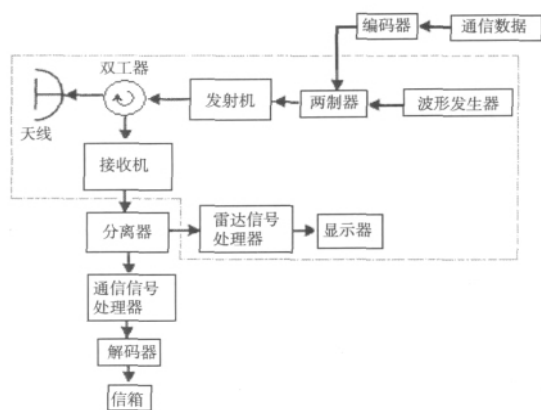 编码器
通信数据
双工器
发射机
两制器
波形发生器
天线
接收机
分离器
雷达信号
处理器
显示器
通信信号
处理器
解码器
信箱